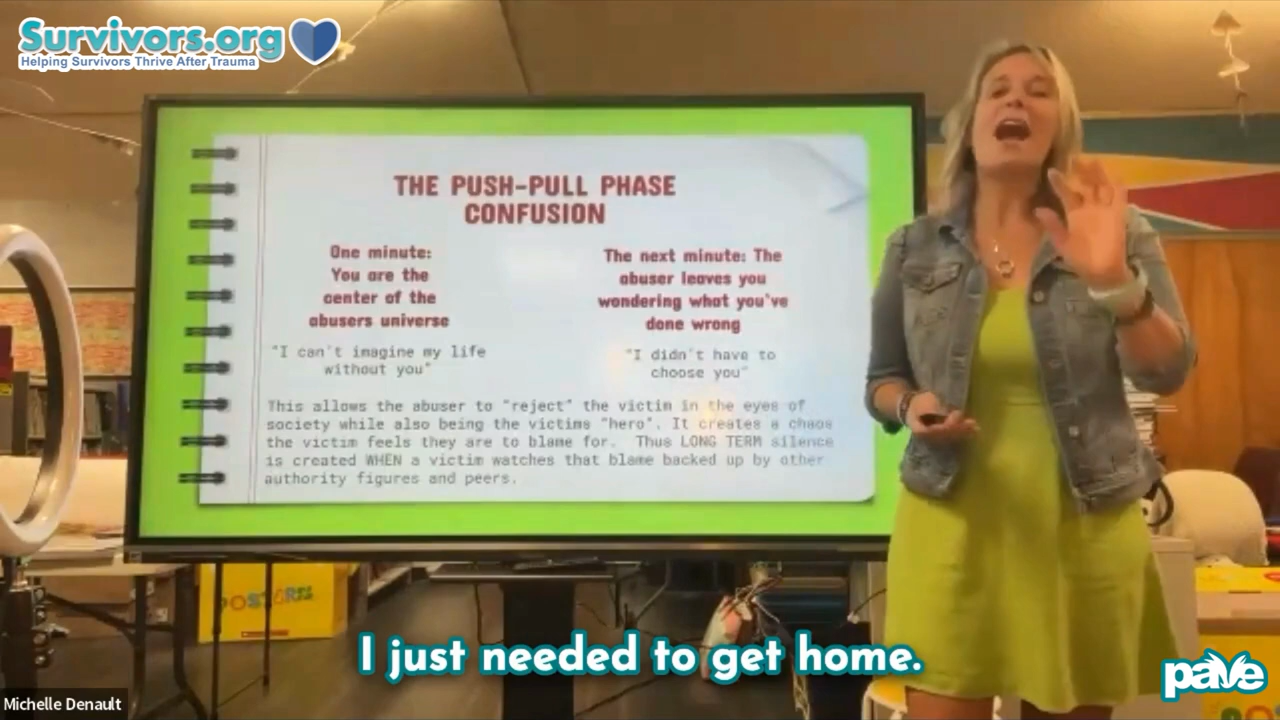 Survivors.org
Helping Survivors Thrive After Trauma
THE PUSH-PULL PHASE
CONFUSION
One minute:
You are the
center of the
abusers universe
"I can't imagine my life
without you"
The next minute: The
abuser leaves you
wondering what you've
done wrong
"I didn't have to
choose you"
This allows the abuser to "reject" the victim in the eyes of
society while also being the victims "hero". It creates a chaos
the victim feels they are to blame for. Thus LONG TERM silence
is created WHEN a victim watches that blame backed up by other
authority figures and peers.
POSTERS
I just needed to get home.
pave
Michelle Denault